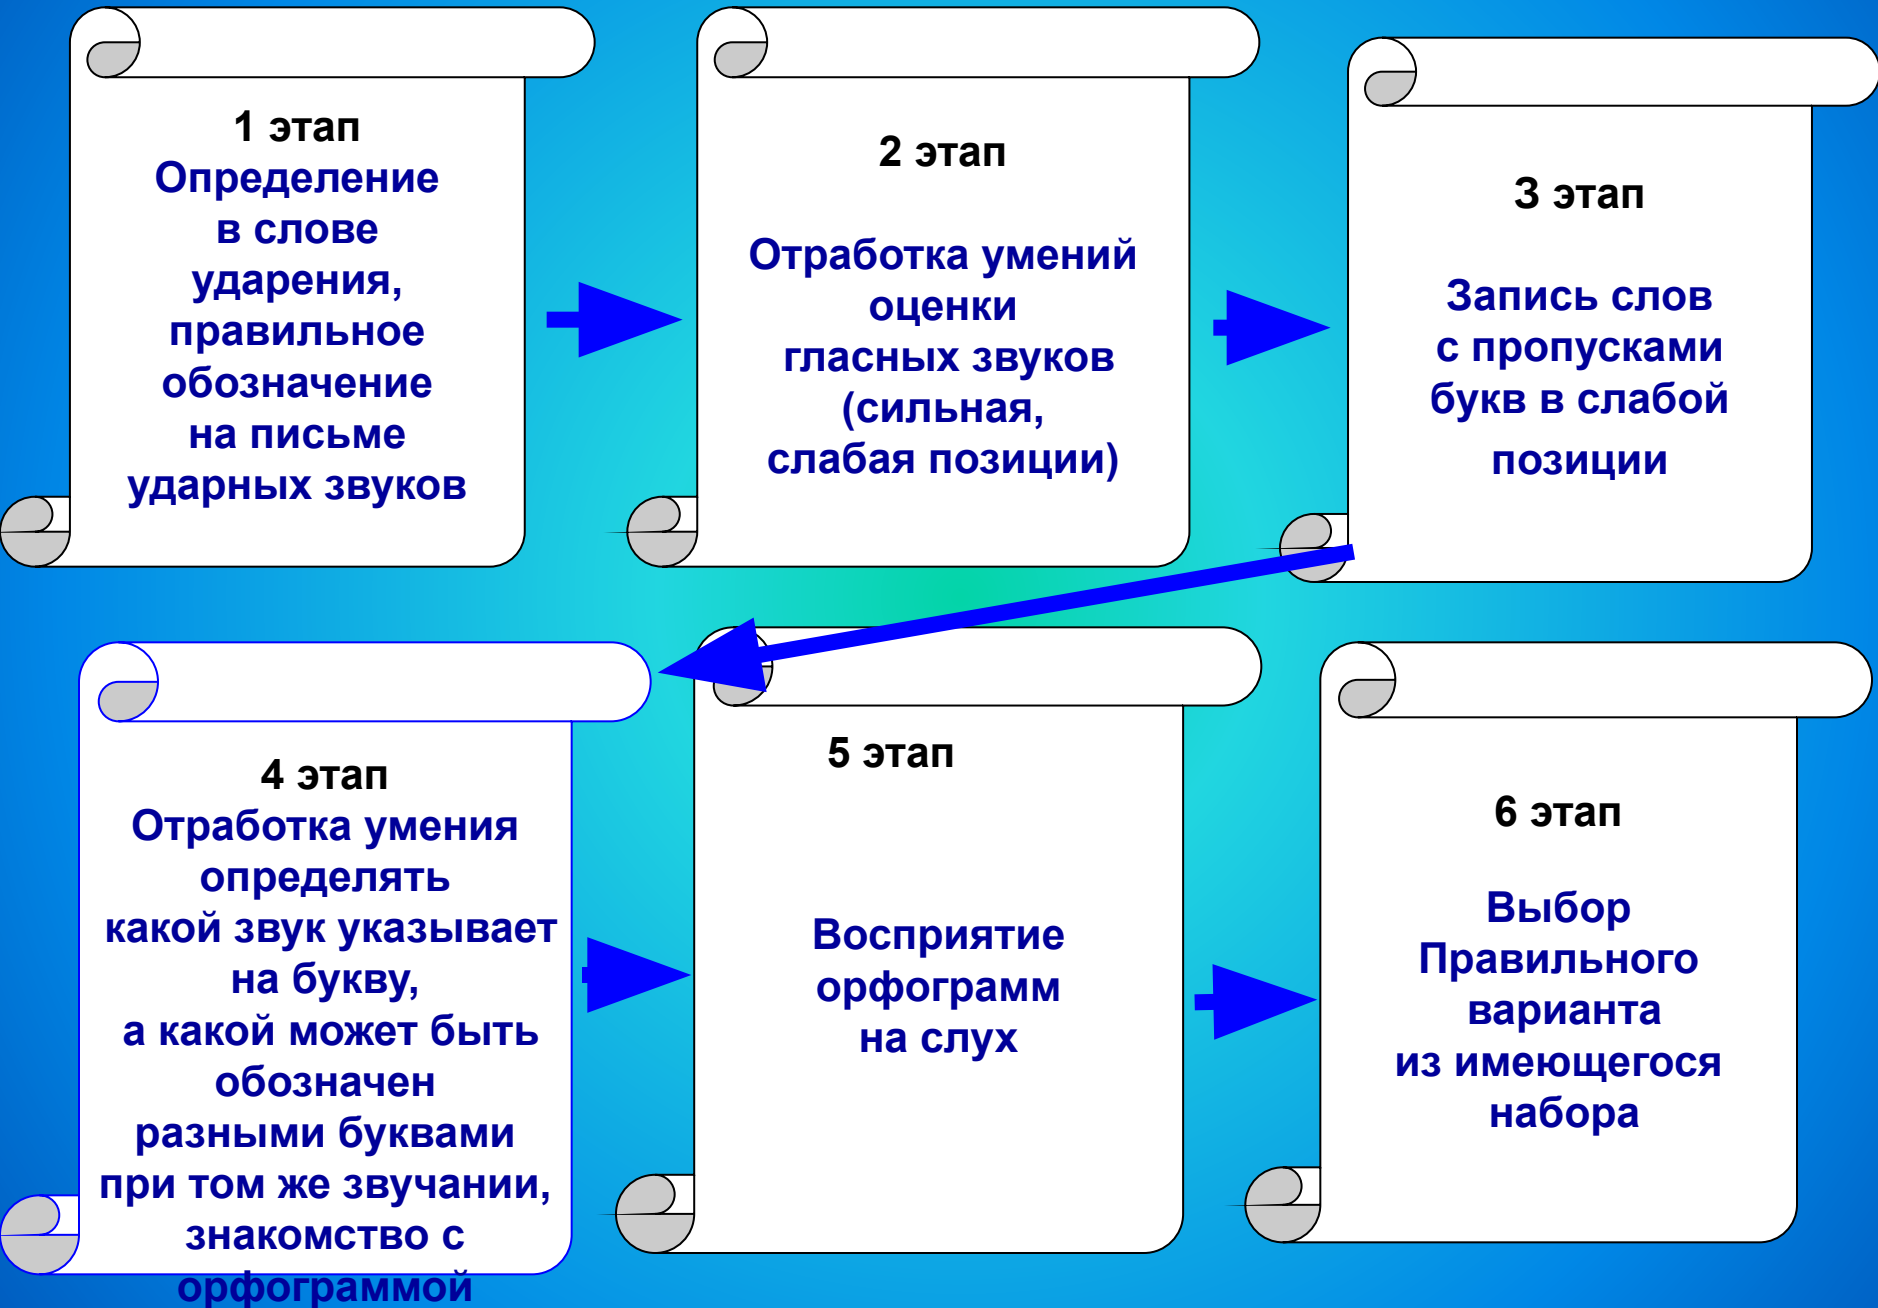 1 этап
Определение
в слове
ударения,
правильное
обозначение
на письме
ударных звуков
2 этап
Отработка умений
оценки
гласных звуков
(сильная,
слабая позиции)
3 этап
Запись слов
с пропусками
букв в слабой
позиции
4 этап
Отработка умения
определять
какой звук указывает
на букву,
а какой может быть
обозначен
разными буквами
при том же звучании,
знакомство с
орфограммой
5 этап
Восприятие
орфограмм
на слух
6 этап
Выбор
Правильного
варианта
из имеющегося
набора